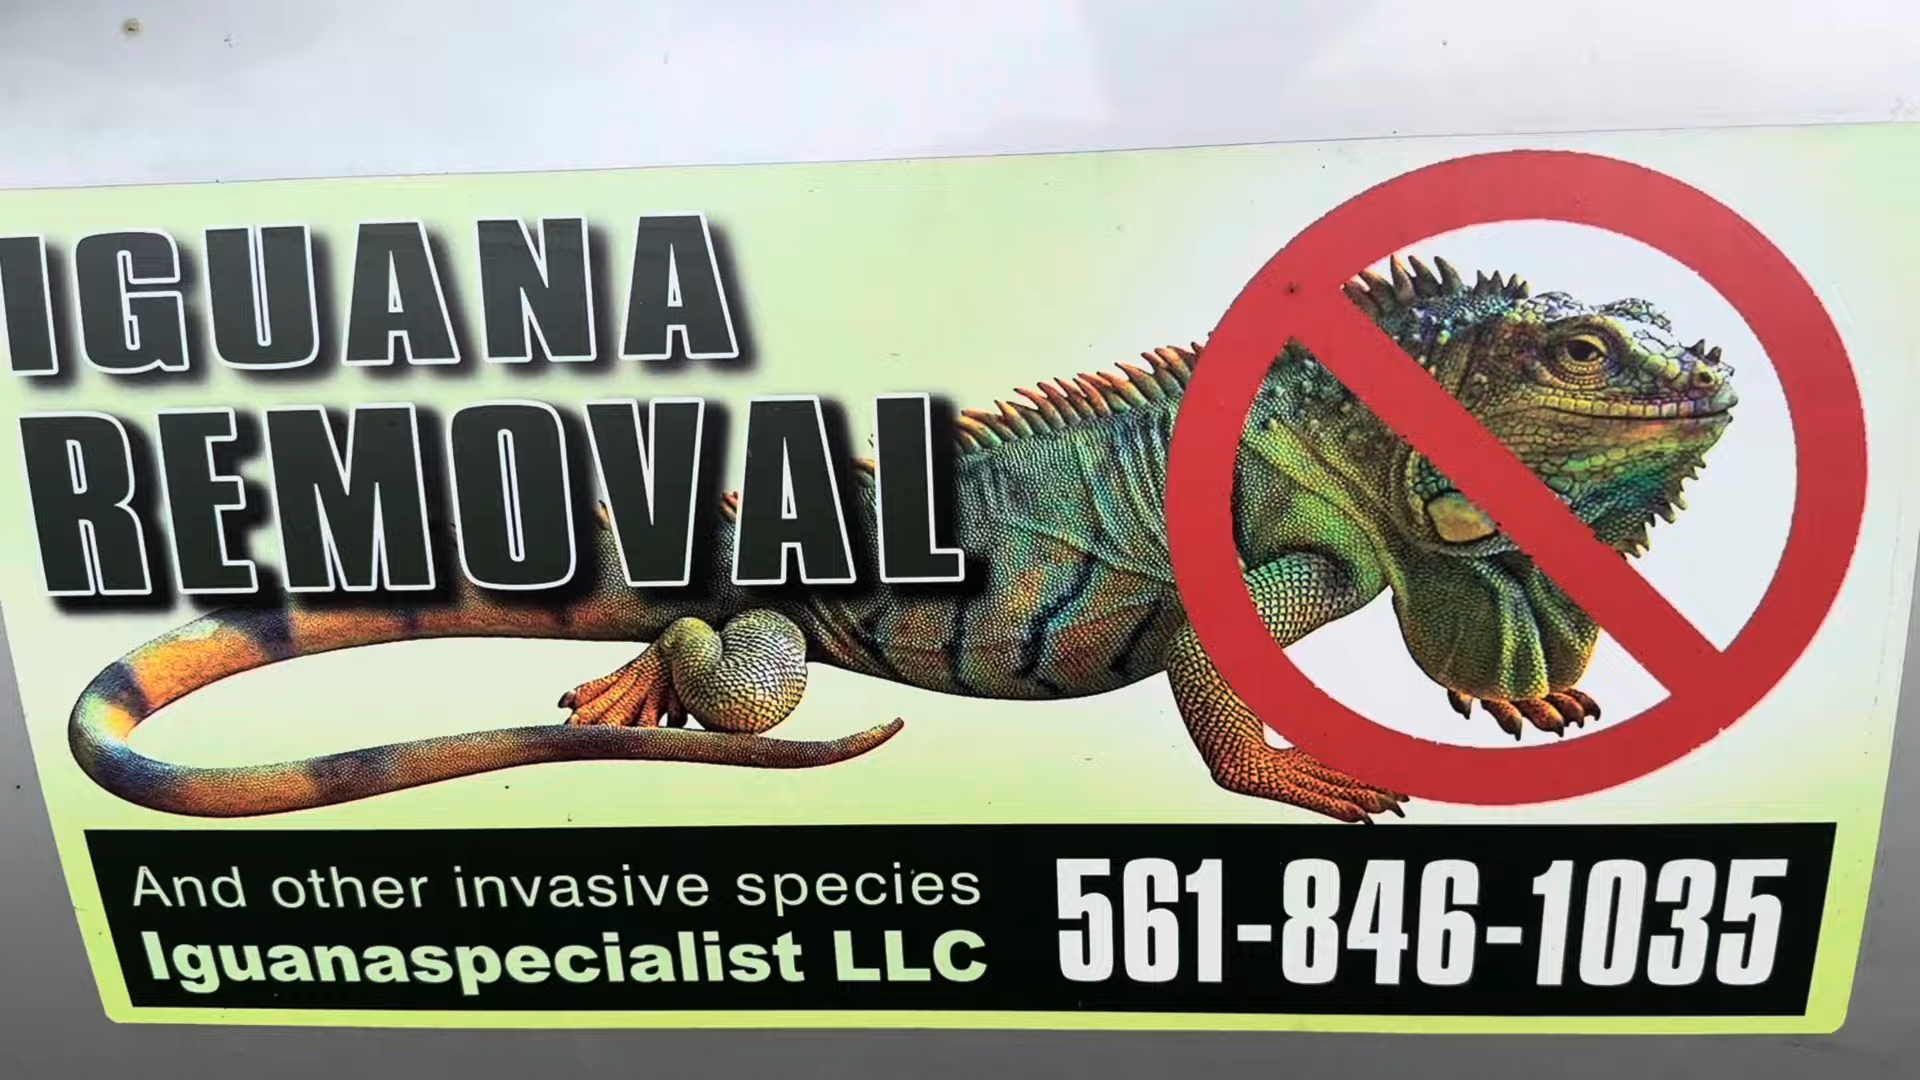 IGUANA
REMOVAL
And other invasive species
Iguanaspecialist LLC
561-846-1035